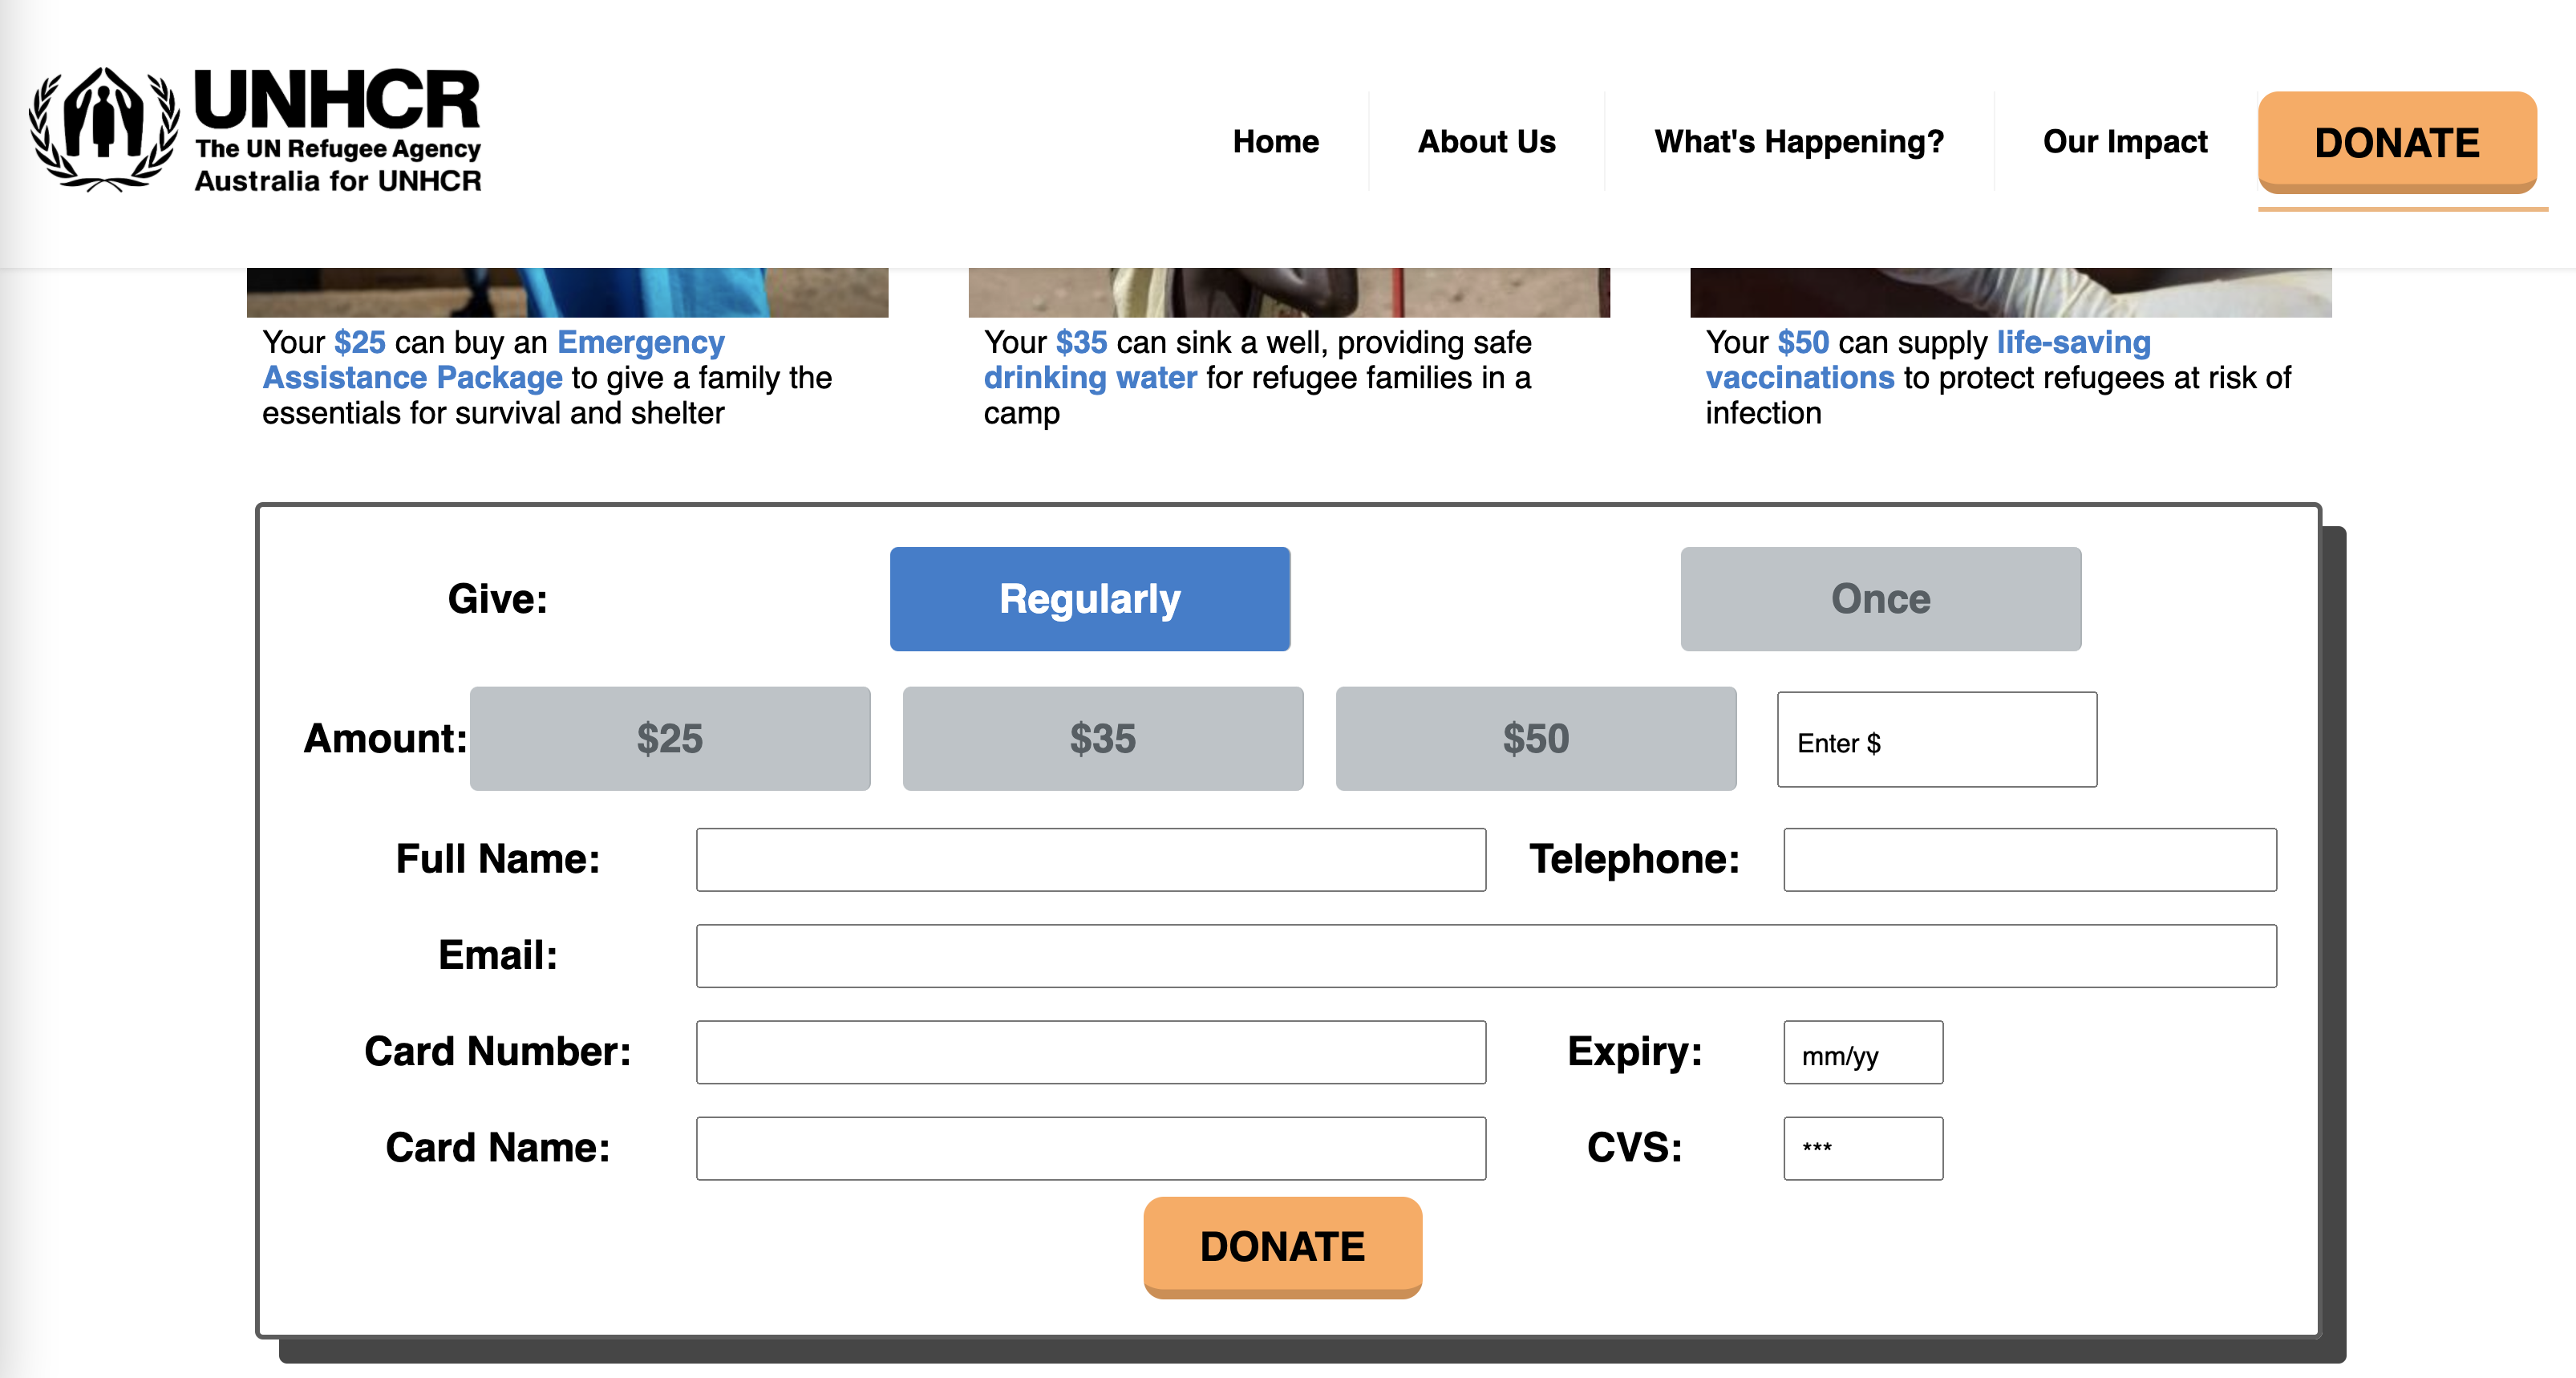 UNHCR
The UN Refugee Agency
Australia for UNHCR
Home
About Us
What's Happening?
Our Impact
DONATE
Your $25 can buy an Emergency
Assistance Package to give a family the
essentials for survival and shelter
Your $35 can sink a well, providing safe
drinking water for refugee families in a
camp
Your $50 can supply life-saving
vaccinations to protect refugees at risk of
infection
Give:
Regularly
Once
Amount:
$25
$35
$50
Enter $
Full Name:
Telephone:
Email:
Card Number:
Expiry:
mm/yy
Card Name:
CVS:
***
DONATE